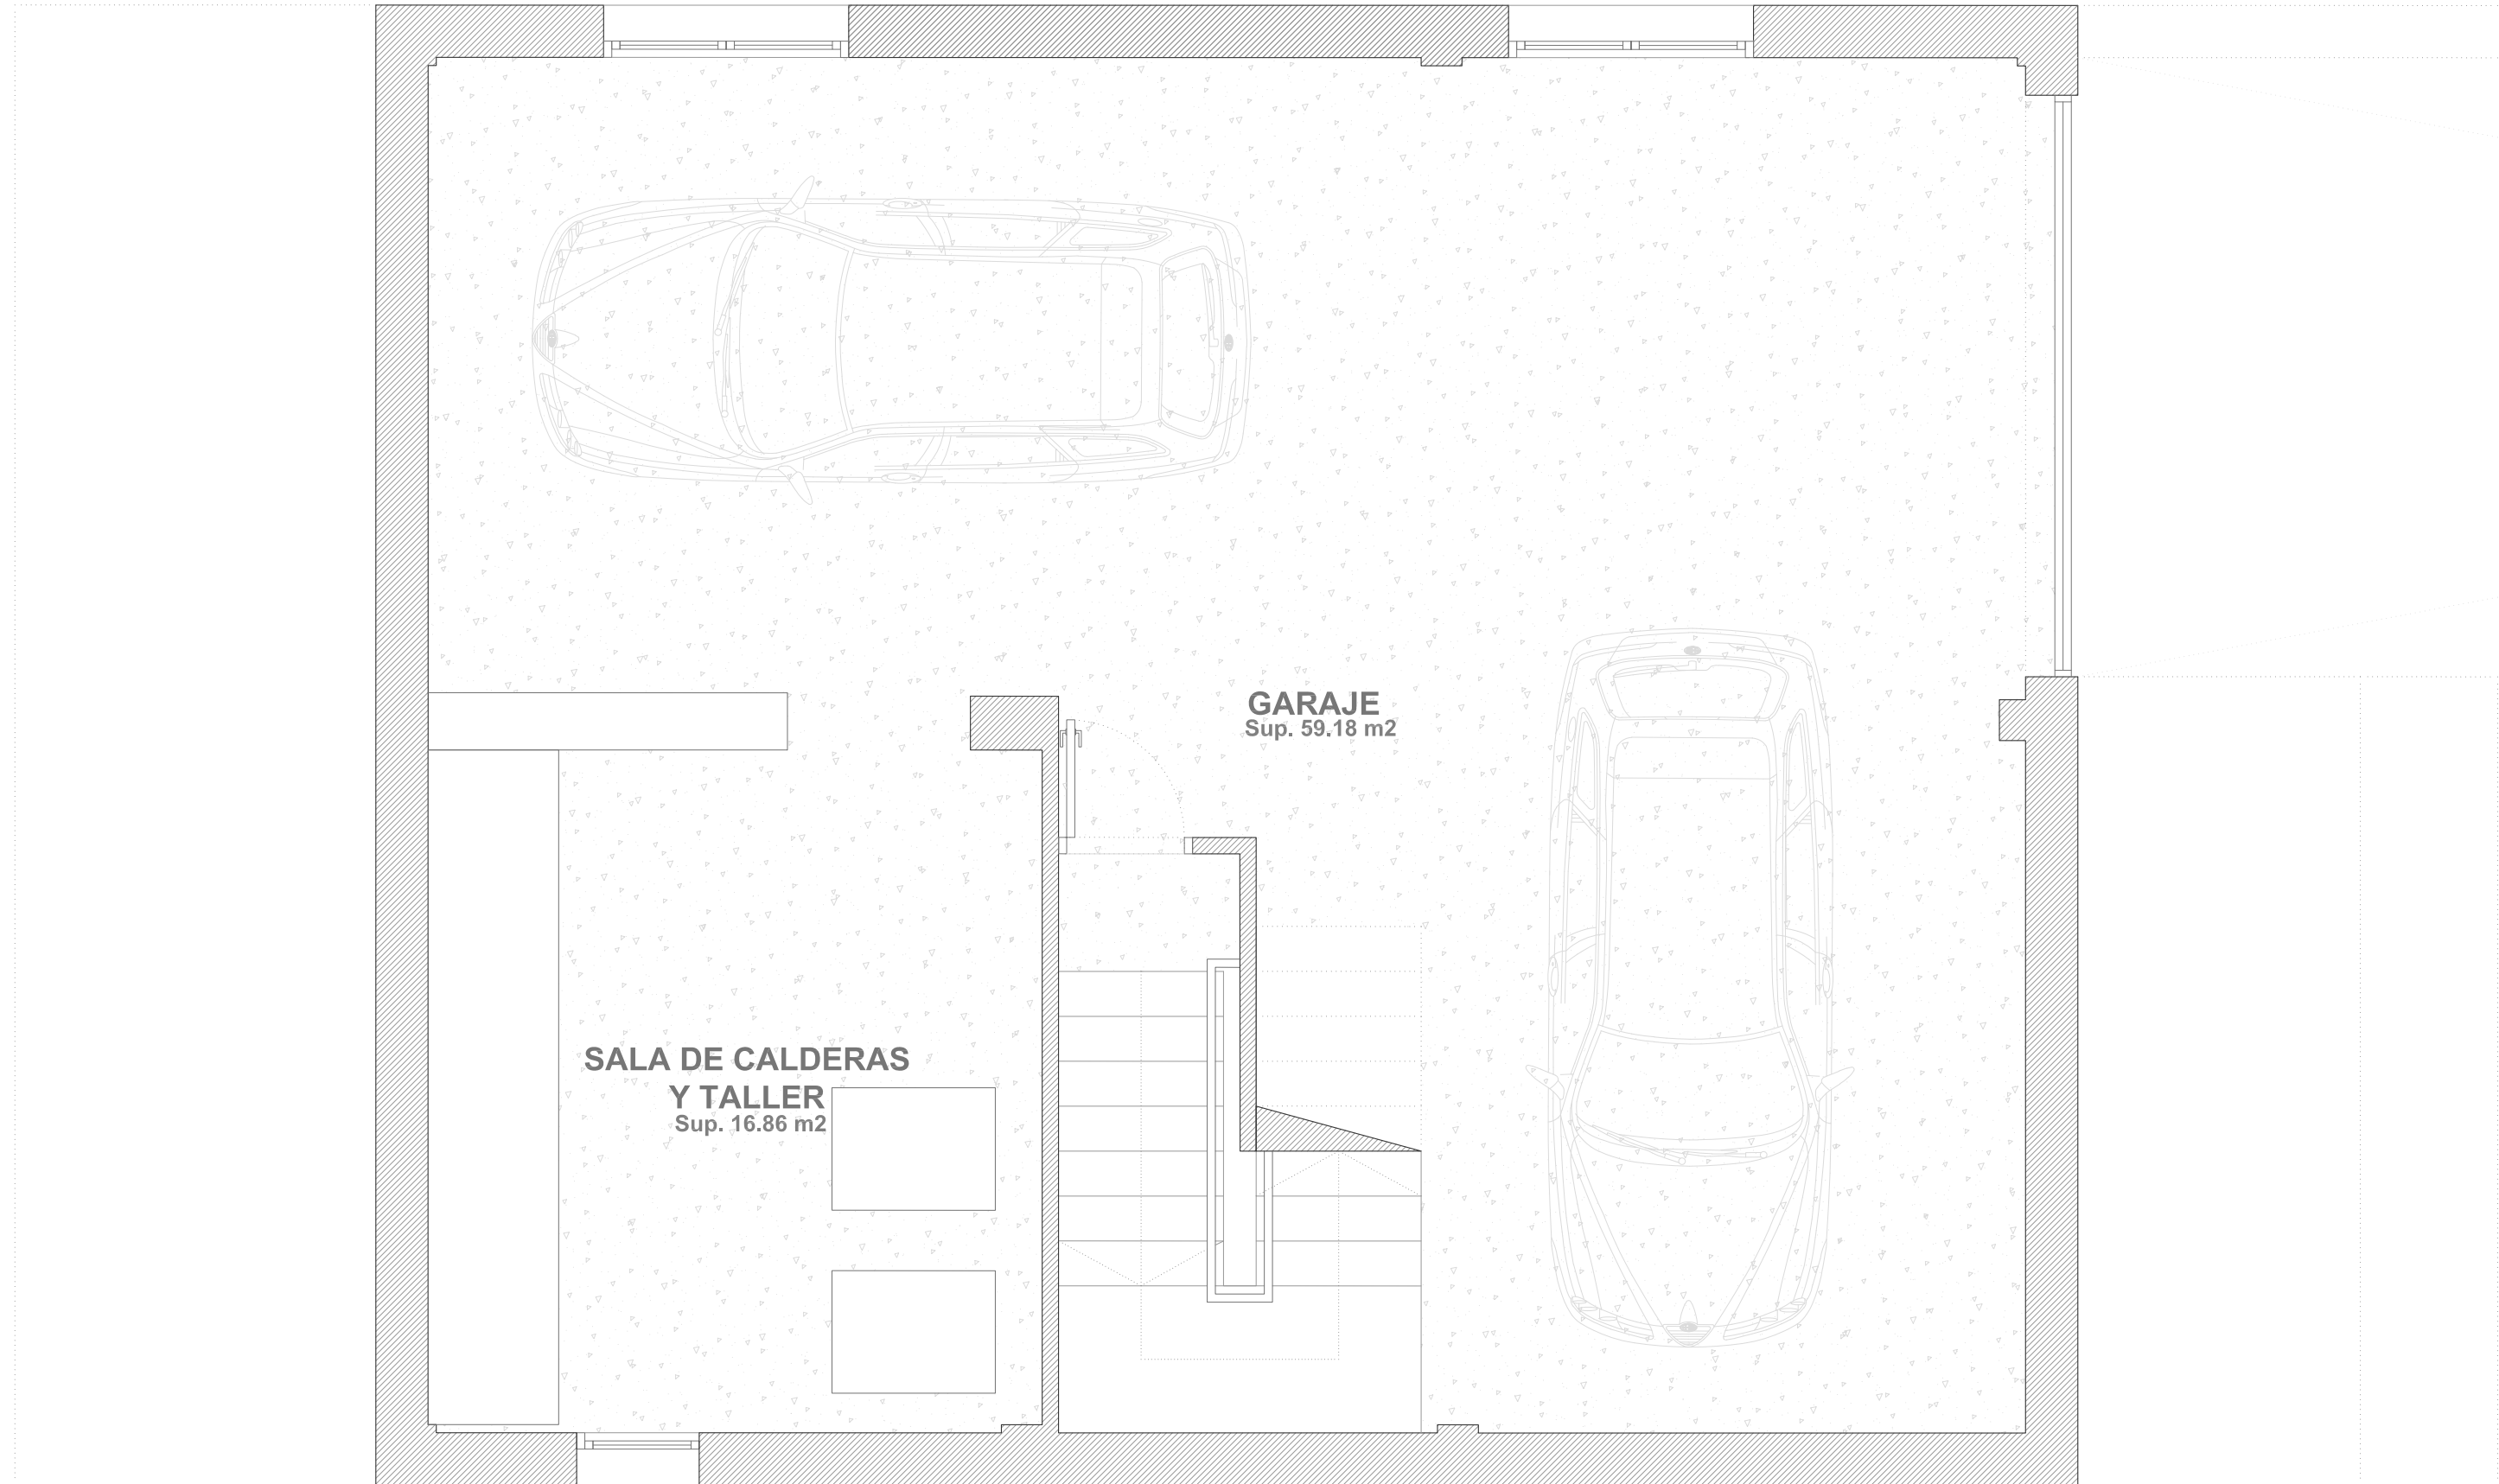 GARAJE
Sup. 59.18 m2
SALA DE CALDERAS
Y TALLER
Sup. 16.86 m2